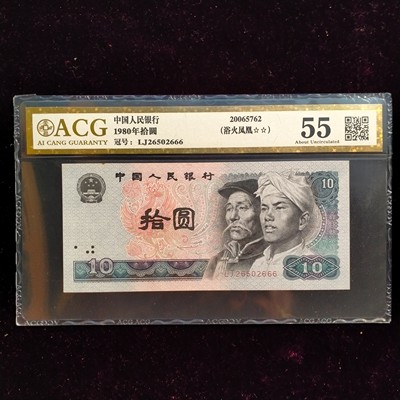 ACG
AI CANG GUARANTY
中国人民银行
1980年拾圓
冠号：LJ26502666
20065762
（浴火凤凰☆☆）
55
About Uncirculated
中国人民银行
10
拾圆
LJ26502666
10
10